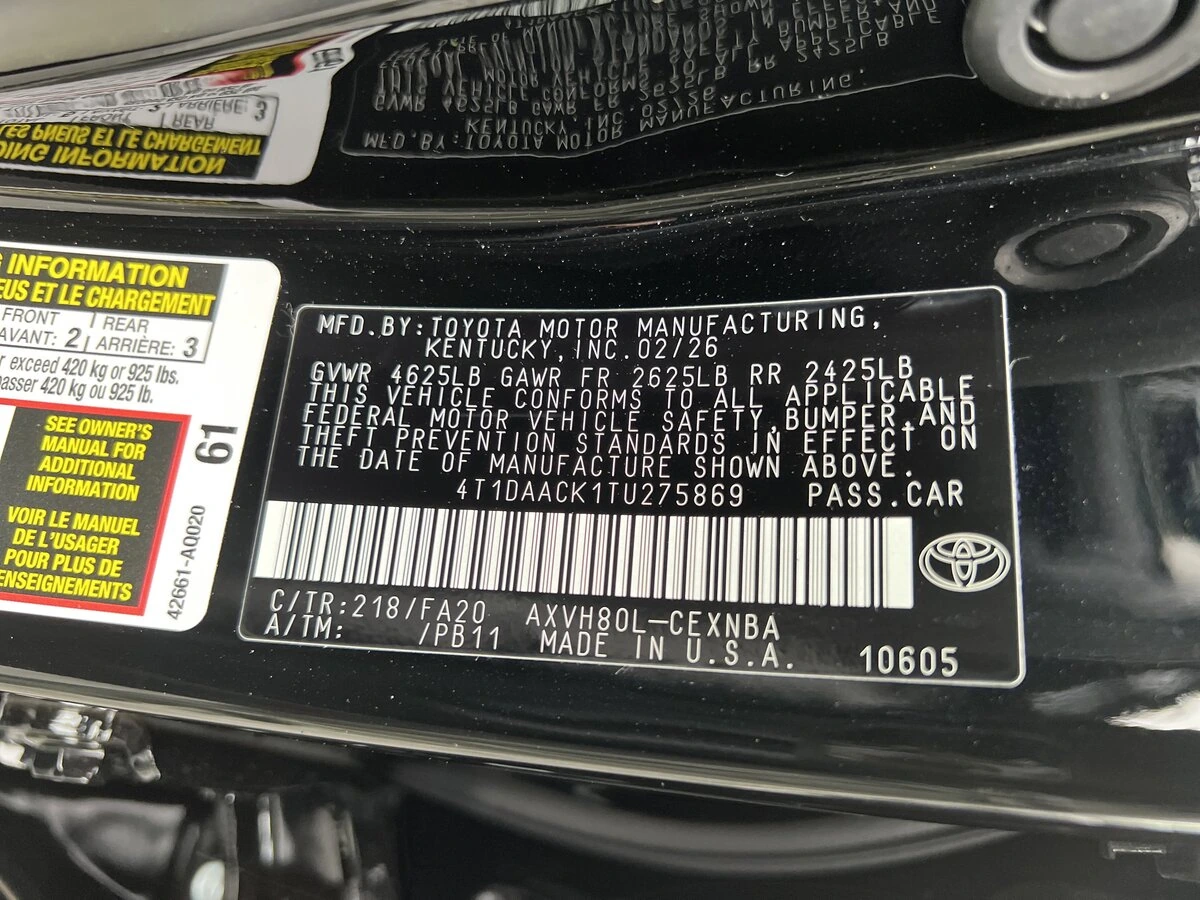 G INFORMATION
EUS ET LE CHARGEMENT
FRONT | REAR
AVANT: 2 | ARRIÈRE: 3
exceed 420 kg or 925 lbs.
passer 420 kg ou 925 lb.
SEE OWNER'S
MANUAL FOR
ADDITIONAL
INFORMATION
VOIR LE MANUEL
DE L'USAGER
POUR PLUS DE
ENSEIGNEMENTS
61
42661-A0020
MFD.BY:TOYOTA MOTOR MANUFACTURING,
KENTUCKY,INC.02/26
GVWR 4625LB GAWR FR 2625LB RR 2425LB
THIS VEHICLE CONFORMS TO ALL APPLICABLE
FEDERAL MOTOR VEHICLE SAFETY,BUMPER,AND
THEFT PREVENTION STANDARDS IN EFFECT ON
THE DATE OF MANUFACTURE SHOWN ABOVE.
4T1DAACK1TU275869 PASS.CAR
C/TR:218/FA20 AXVH80L-CEXNBA
A/TM: /PB11 MADE IN U.S.A. 10605